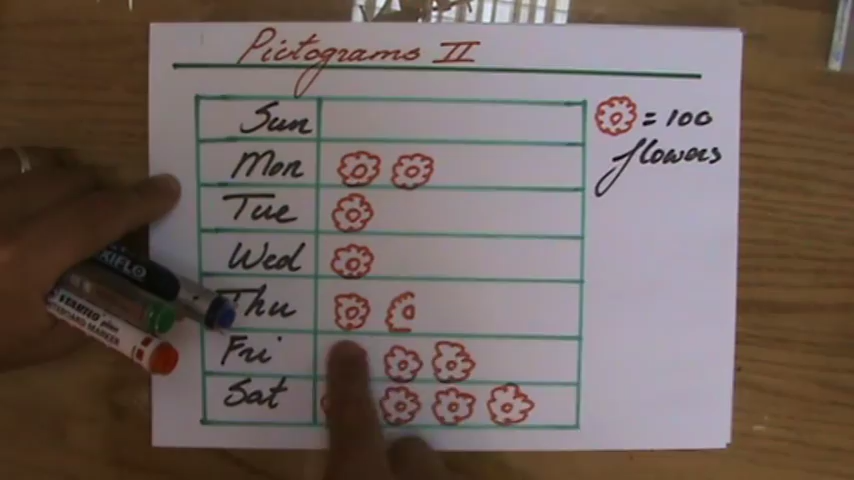 Pictograms II
Sun
Mon
Tue
Wed
Thu
Fri
Sat
= 100
flowers